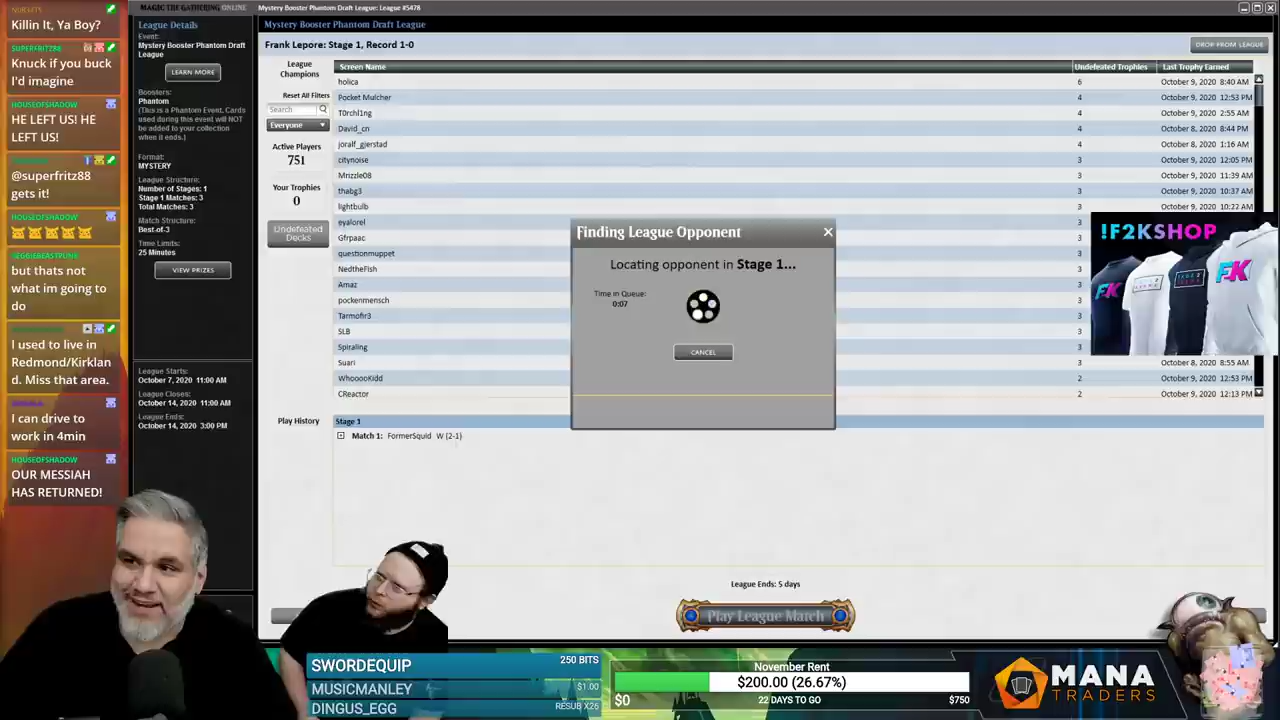 Killin It, Ya Boy?
SUPERFRITZ88
Knuck if you buck
I'd imagine
HOUSEOFSHADOW
HE LEFT US! HE
LEFT US!
@superfritz88
gets it!
HOUSEOFSHADOW
VEGGIEBEASTPUNK
but thats not
what im going to
do
I used to live in
Redmond/Kirklan
d. Miss that area.
I can drive to
work in 4min
HOUSEOFSHADOW
OUR MESSIAH
HAS RETURNED!
MAGIC THE GATHERING ONLINE
Mystery Booster Phantom Draft League: League #5478
League Details
Event:
Mystery Booster Phantom Draft
League
LEARN MORE
Boosters:
Phantom
(This is a Phantom Event. Cards
used during this event will NOT
be added to your collection
when it ends.)
Format:
MYSTERY
League Structure:
Number of Stages: 1
Stage 1 Matches: 3
Total Matches: 3
Match Structure:
Best-of-3
Time Limits:
25 Minutes
VIEW PRIZES
League Starts:
October 7, 2020 11:00 AM
League Closes:
October 14, 2020 11:00 AM
League Ends:
October 14, 2020 3:00 PM
Mystery Booster Phantom Draft League
Frank Lepore: Stage 1, Record 1-0
DROP FROM LEAGUE
League
Champions
Reset All Filters
Search
Everyone
Active Players
751
Your Trophies
0
Undefeated
Decks
Screen Name Undefeated Trophies Last Trophy Earned
holica 6 October 9, 2020 8:40 AM
Pocket Mulcher 4 October 9, 2020 12:53 PM
T0rchl1ng 4 October 9, 2020 2:55 AM
David_cn 4 October 8, 2020 8:44 PM
joralf_gjerstad 4 October 8, 2020 1:16 AM
citynoise 3 October 9, 2020 12:05 PM
Mrizzle08 3 October 9, 2020 11:39 AM
thabg3 3 October 9, 2020 10:37 AM
lightbulb 3 October 9, 2020 10:22 AM
eyalorel 3
Gfrpaac 3
questionmuppet 3
NedtheFish 3
Amaz 3
pockenmensch 3
Tarmofir3 3
SLB 3
Spiraling 3
Suari 3 October 8, 2020 8:55 AM
WhooooKidd 2 October 9, 2020 12:53 PM
CReactor 2 October 9, 2020 12:13 PM
Finding League Opponent
Locating opponent in Stage 1...
Time in Queue:
0:07
CANCEL
!F2KSHOP
FK
FK
Play History
Stage 1
Match 1: FormerSquid W (2-1)
League Ends: 5 days
Play League Match
SWORDEQUIP 250 BITS
MUSICMANLEY $1.00
DINGUS_EGG RESUB X26
November Rent
$200.00 (26.67%)
$0 22 DAYS TO GO $750
MANA
TRADERS